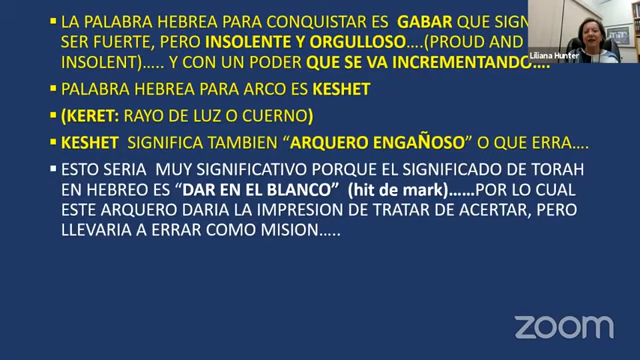 LA PALABRA HEBREA PARA CONQUISTAR ES GABAR QUE SIGN
SER FUERTE, PERO INSOLENTE Y ORGULLOSO….(PROUD AND
INSOLENT)….. Y CON UN PODER QUE SE VA INCREMENTANDO….
PALABRA HEBREA PARA ARCO ES KESHET
(KERET: RAYO DE LUZ O CUERNO)
KESHET SIGNIFICA TAMBIEN “ARQUERO ENGAÑOSO” O QUE ERRA….
ESTO SERIA MUY SIGNIFICATIVO PORQUE EL SIGNIFICADO DE TORAH
EN HEBREO ES “DAR EN EL BLANCO” (hit de mark)……POR LO CUAL
ESTE ARQUERO DARIA LA IMPRESION DE TRATAR DE ACERTAR, PERO
LLEVARIA A ERRAR COMO MISION…..
Liliana Hunter
zoom